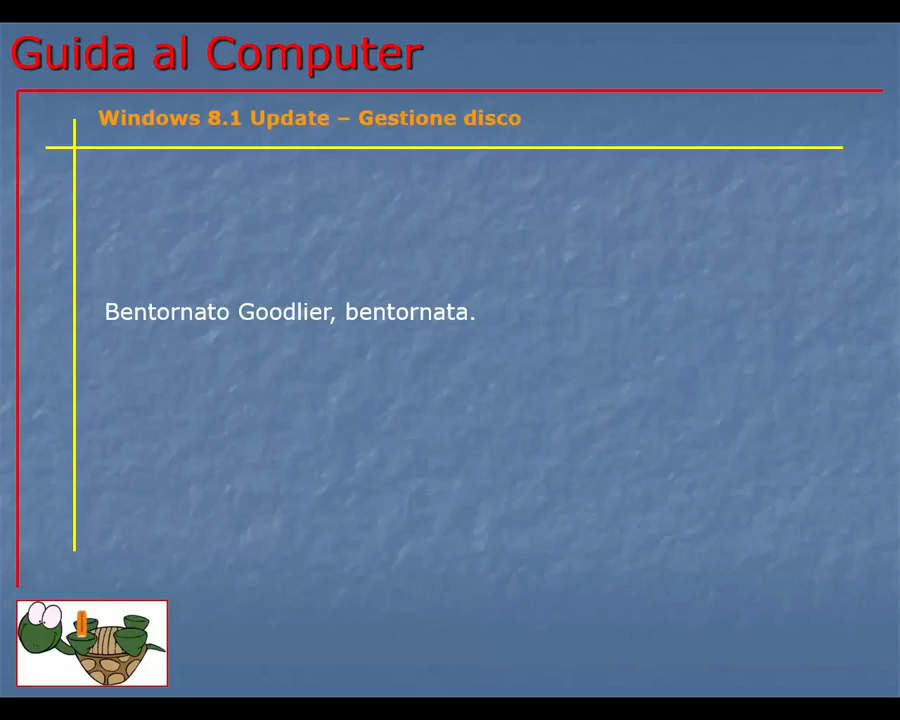 Guida al Computer
Windows 8.1 Update – Gestione disco
Bentornato Goodlier, bentornata.